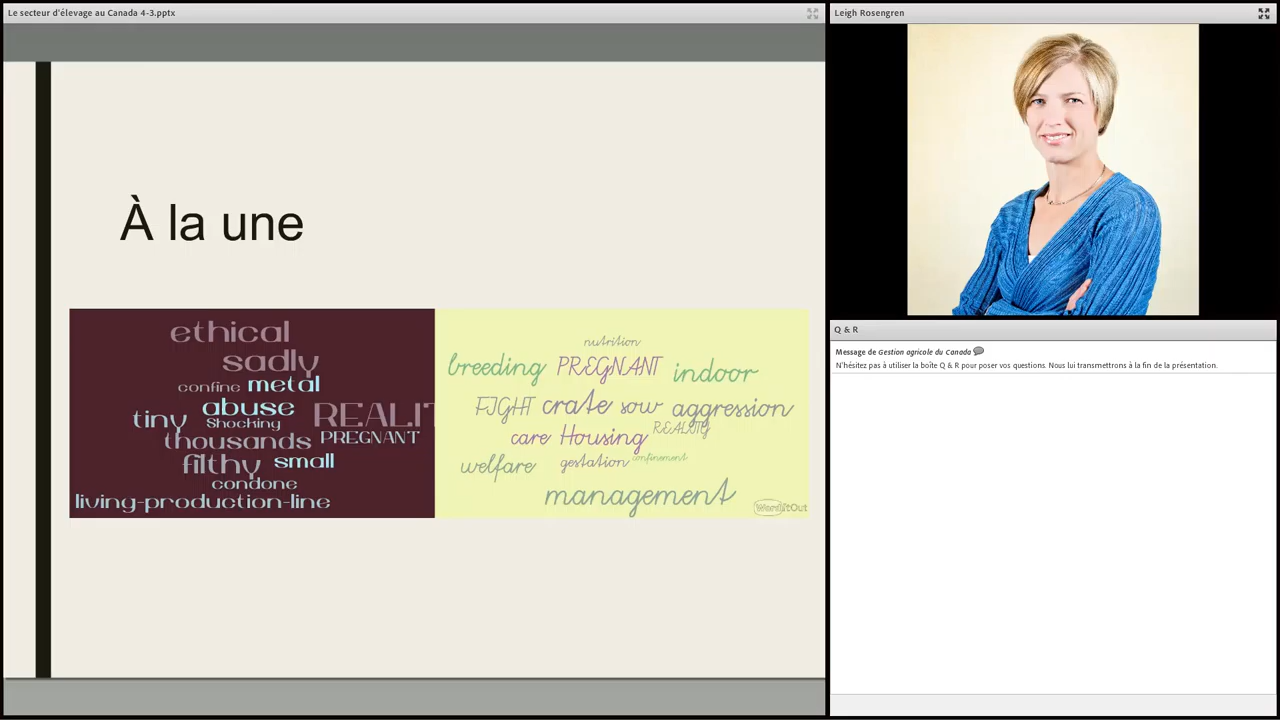 Le secteur d'élevage au Canada 4-3.pptx
Leigh Rosengren
À la une
ethical
sadly
confine metal
abuse
tiny
Shocking
REALIT
thousands
PREGNANT
filthy small
condone
living-production-line
nutrition
breeding PREGNANT indoor
FIGHT crate sow aggression
care Housing REALITY
welfare gestation confinement
management
WordItOut
Q & R
Message de Gestion agricole du Canada
N'hésitez pas à utiliser la boîte Q & R pour poser vos questions. Nous lui transmettrons à la fin de la présentation.